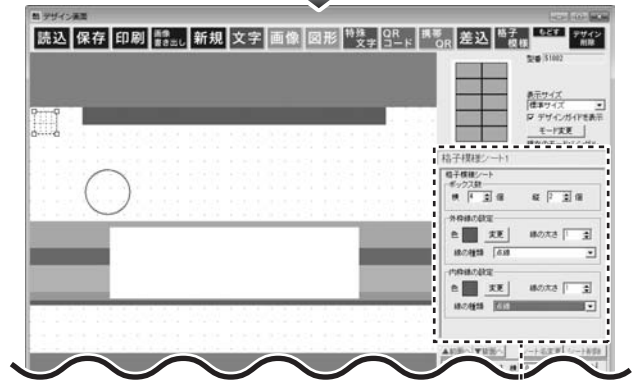 デザイン画面
読込 保存 印刷 画像書き出し 新規 文字 画像 図形 特殊文字 QRコード 携帯QR 差込 格子模様 もどす デザイン削除
型番 51002
表示サイズ
標準サイズ
デザインガイドを表示
モード変更
格子模様シート1
格子模様シート
ボックス数
横 4 個 縦 2 個
外枠線の設定
色 変更 線の太さ 1
線の種類 点線
内枠線の設定
色 変更 線の太さ 1
線の種類 点線